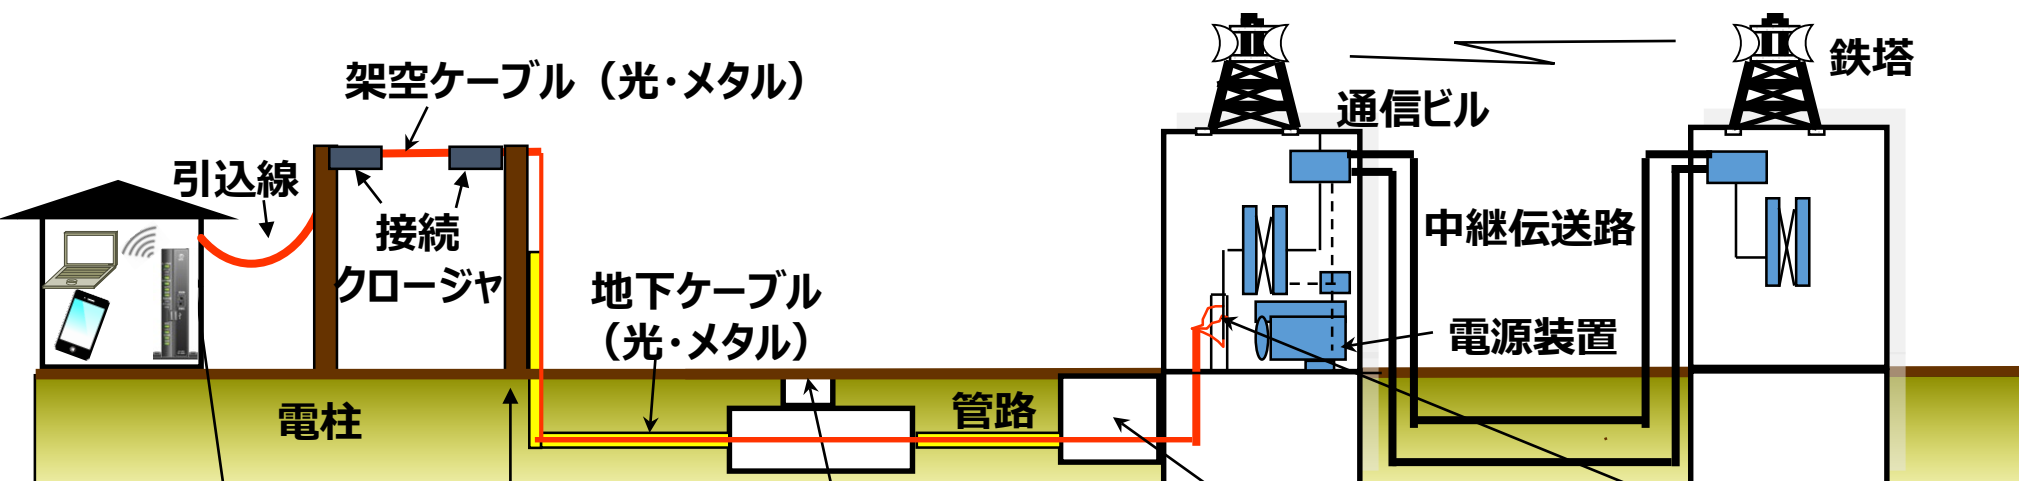 鉄塔
架空ケーブル（光・メタル）
通信ビル
引込線
接続
クロージャ
中継伝送路
地下ケーブル
（光・メタル）
電源装置
電柱
管路